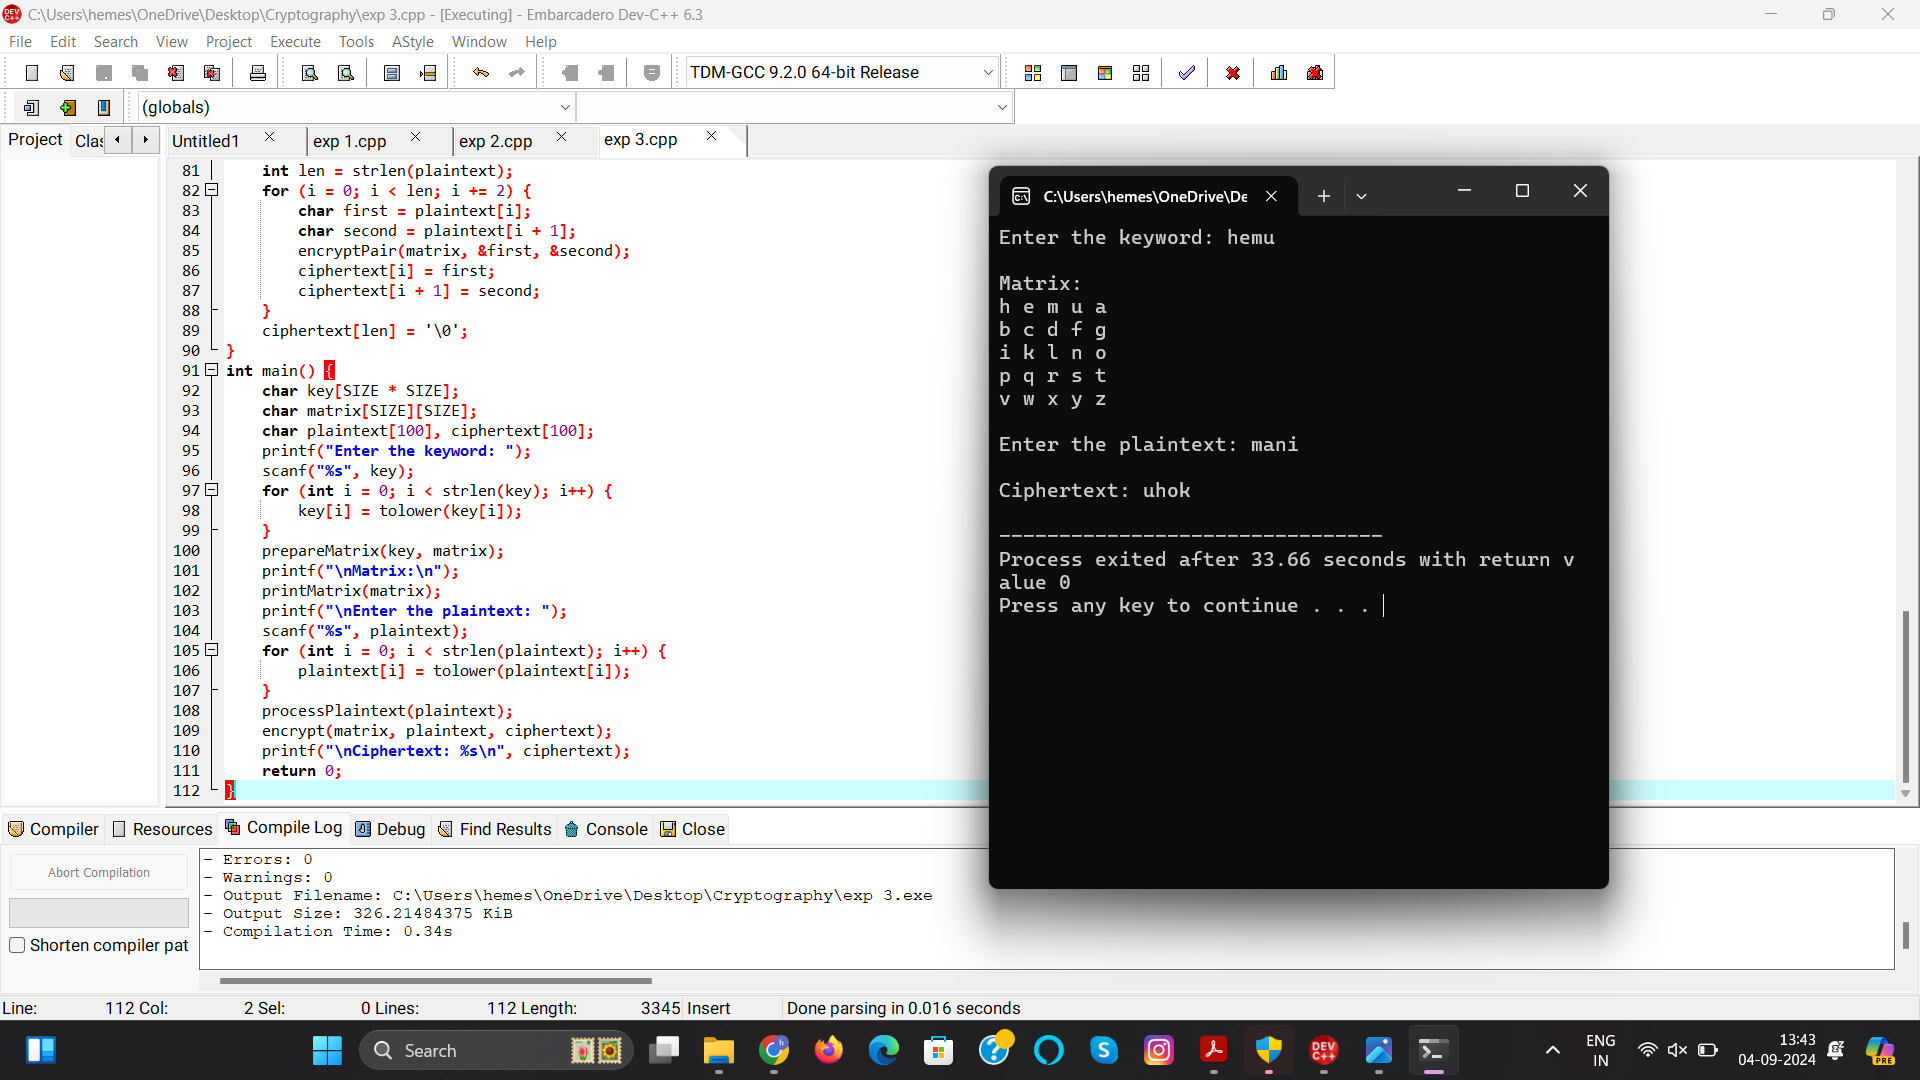 C:\Users\hemes\OneDrive\Desktop\Cryptography\exp 3.cpp - [Executing] - Embarcadero Dev-C++ 6.3
File Edit Search View Project Execute Tools AStyle Window Help
TDM-GCC 9.2.0 64-bit Release
(globals)
Project Clas Untitled1 exp 1.cpp exp 2.cpp exp 3.cpp
81 int len = strlen(plaintext);
82 for (i = 0; i < len; i += 2) {
83 char first = plaintext[i];
84 char second = plaintext[i + 1];
85 encryptPair(matrix, &first, &second);
86 ciphertext[i] = first;
87 ciphertext[i + 1] = second;
88 }
89 ciphertext[len] = '\0';
90 }
91 int main() {
92 char key[SIZE * SIZE];
93 char matrix[SIZE][SIZE];
94 char plaintext[100], ciphertext[100];
95 printf("Enter the keyword: ");
96 scanf("%s", key);
97 for (int i = 0; i < strlen(key); i++) {
98 key[i] = tolower(key[i]);
99 }
100 prepareMatrix(key, matrix);
101 printf("\nMatrix:\n");
102 printMatrix(matrix);
103 printf("\nEnter the plaintext: ");
104 scanf("%s", plaintext);
105 for (int i = 0; i < strlen(plaintext); i++) {
106 plaintext[i] = tolower(plaintext[i]);
107 }
108 processPlaintext(plaintext);
109 encrypt(matrix, plaintext, ciphertext);
110 printf("\nCiphertext: %s\n", ciphertext);
111 return 0;
112 }
C:\Users\hemes\OneDrive\De
Enter the keyword: hemu
Matrix:
h e m u a
b c d f g
i k l n o
p q r s t
v w x y z
Enter the plaintext: mani
Ciphertext: uhok
--------------------------------
Process exited after 33.66 seconds with return v
alue 0
Press any key to continue . . .
Compiler Resources Compile Log Debug Find Results Console Close
Abort Compilation
Shorten compiler pat
- Errors: 0
- Warnings: 0
- Output Filename: C:\Users\hemes\OneDrive\Desktop\Cryptography\exp 3.exe
- Output Size: 326.21484375 KiB
- Compilation Time: 0.34s
Line: 112 Col: 2 Sel: 0 Lines: 112 Length: 3345 Insert Done parsing in 0.016 seconds
Search
DEV C++
ENG
IN
13:43
04-09-2024
PRE